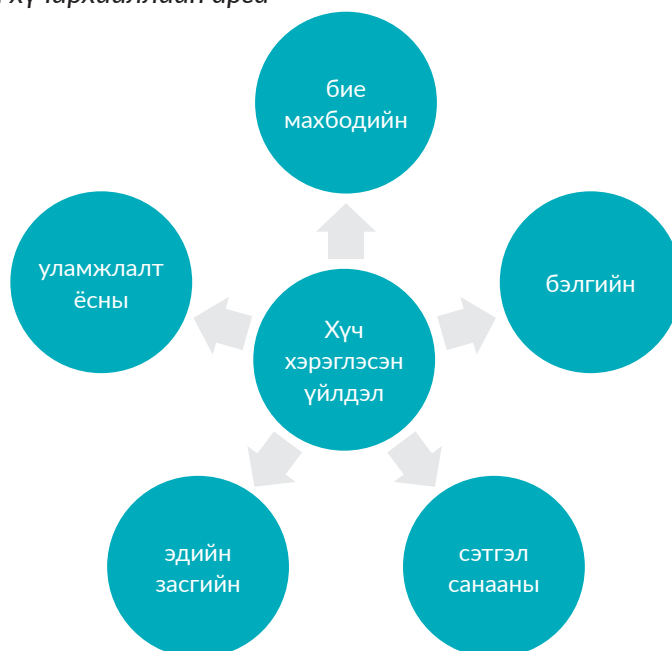 бие
махбодийн
уламжлалт
ёсны
бэлгийн
Хүч
хэрэглэсэн
үйлдэл
эдийн
засгийн
сэтгэл
санааны